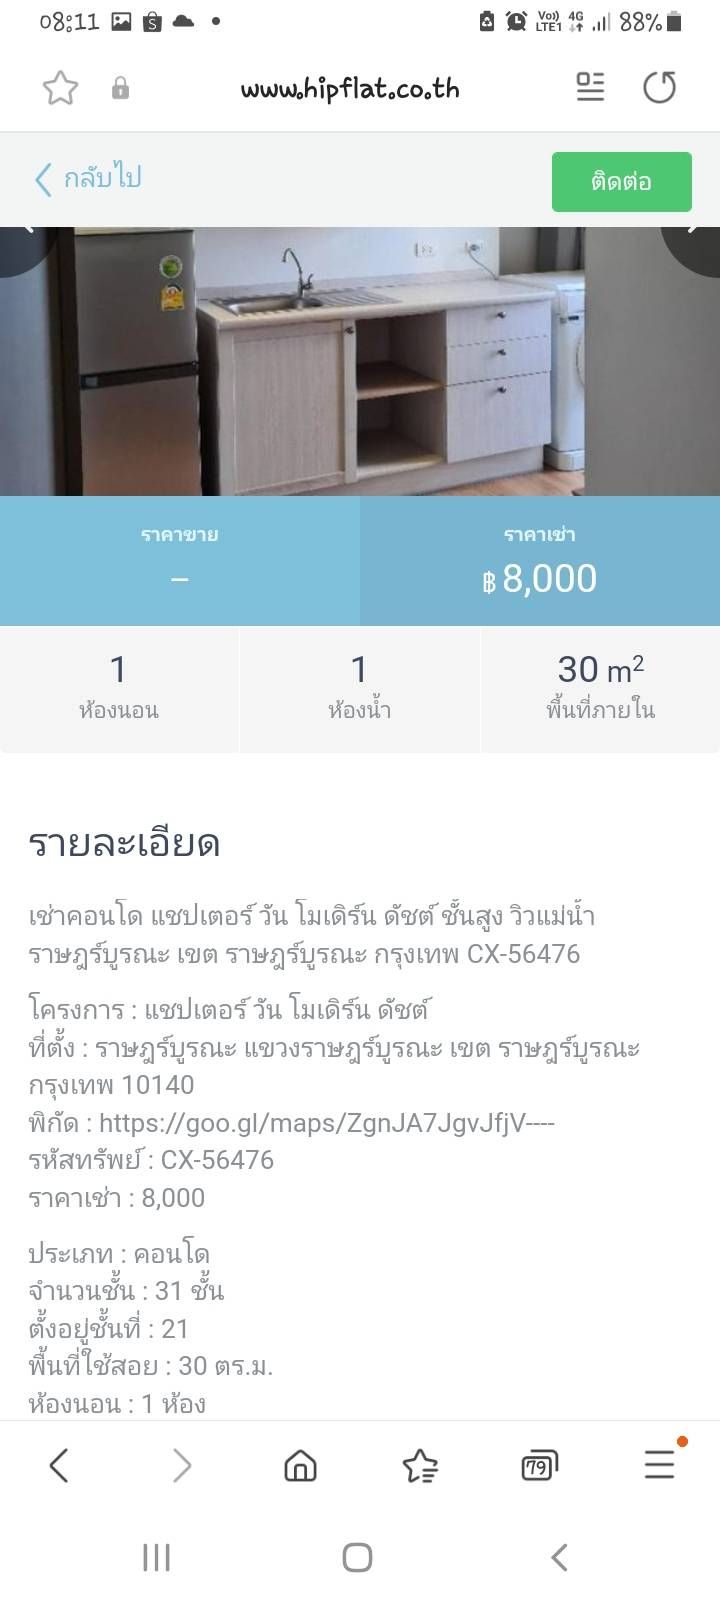 08:11
Vo) 4G
LTE1
88%
www.hipflat.co.th
กลับไป
ติดต่อ
ราคาขาย
–
ราคาเช่า
฿ 8,000
1
ห้องนอน
1
ห้องน้ำ
30 m²
พื้นที่ภายใน
รายละเอียด
เช่าคอนโด แชปเตอร์ วัน โมเดิร์น ดัชต์ ชั้นสูง วิวแม่น้ำ
ราษฎร์บูรณะ เขต ราษฎร์บูรณะ กรุงเทพ CX-56476
โครงการ : แชปเตอร์ วัน โมเดิร์น ดัชต์
ที่ตั้ง : ราษฎร์บูรณะ แขวงราษฎร์บูรณะ เขต ราษฎร์บูรณะ
กรุงเทพ 10140
พิกัด : https://goo.gl/maps/ZgnJA7JgvJfjV----
รหัสทรัพย์ : CX-56476
ราคาเช่า : 8,000
ประเภท : คอนโด
จำนวนชั้น : 31 ชั้น
ตั้งอยู่ชั้นที่ : 21
พื้นที่ใช้สอย : 30 ตร.ม.
ห้องนอน : 1 ห้อง
79